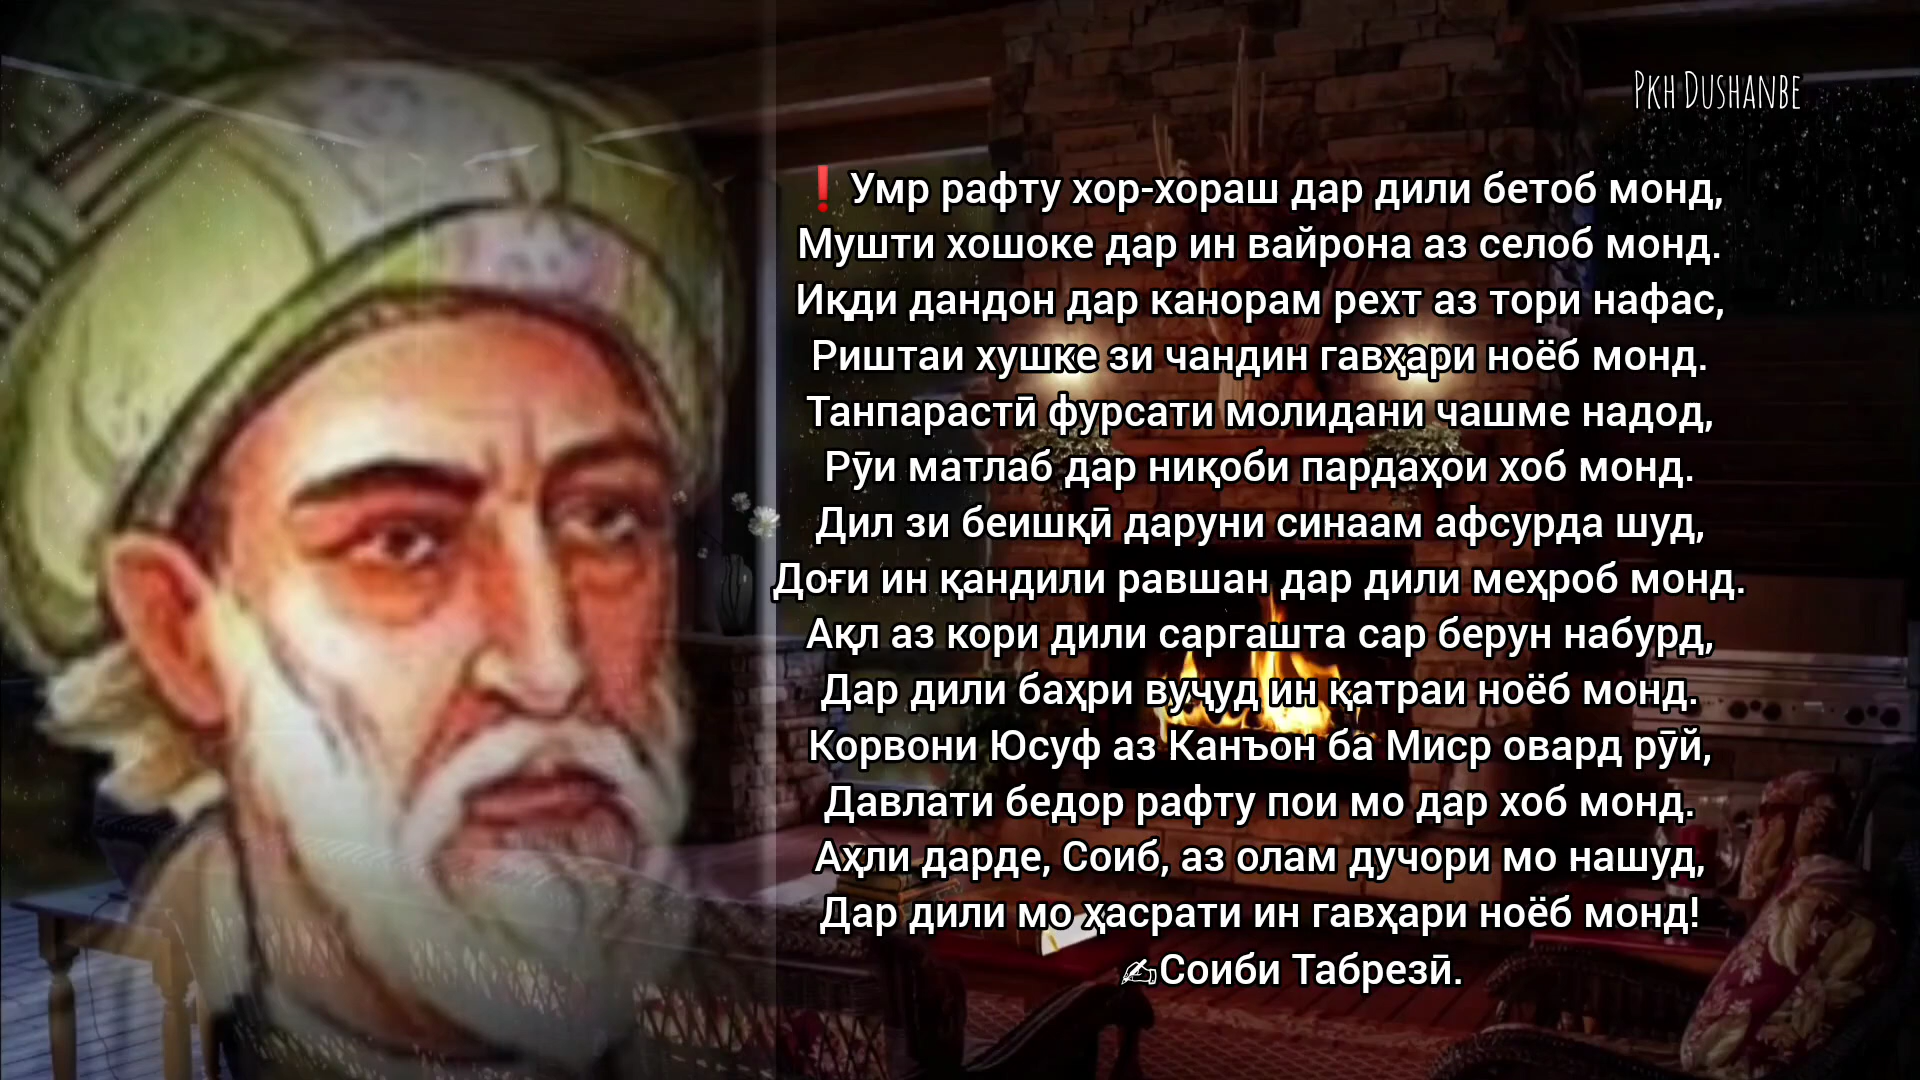 Pkh Dushanbe
❗Умр рафту хор-хораш дар дили бетоб монд,
Мушти хошоке дар ин вайрона аз селоб монд.
Иқди дандон дар канорам рехт аз тори нафас,
Риштаи хушке зи чандин гавҳари ноёб монд.
Танпарастӣ фурсати молидани чашме надод,
Рӯи матлаб дар ниқоби пардаҳои хоб монд.
Дил зи беишқӣ даруни синаам афсурда шуд,
Доғи ин қандили равшан дар дили меҳроб монд.
Ақл аз кори дили саргашта сар берун набурд,
Дар дили баҳри вуҷуд ин қатраи ноёб монд.
Корвони Юсуф аз Канъон ба Миср овард рӯй,
Давлати бедор рафту пои мо дар хоб монд.
Аҳли дарде, Соиб, аз олам дучори мо нашуд,
Дар дили мо ҳасрати ин гавҳари ноёб монд!
✍Соиби Табрезӣ.